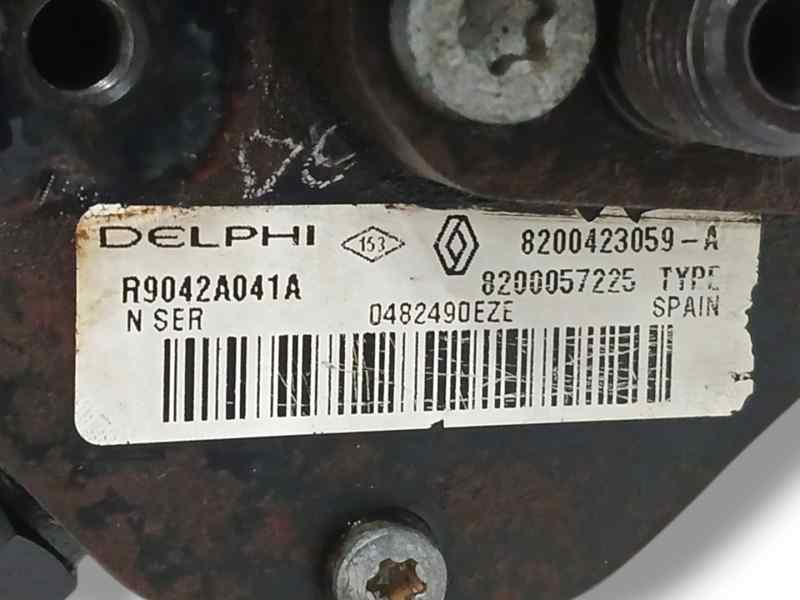 DELPHI 153 8200423059-A
R9042A041A 8200057225 TYPE
N SER 0482490EZE SPAIN